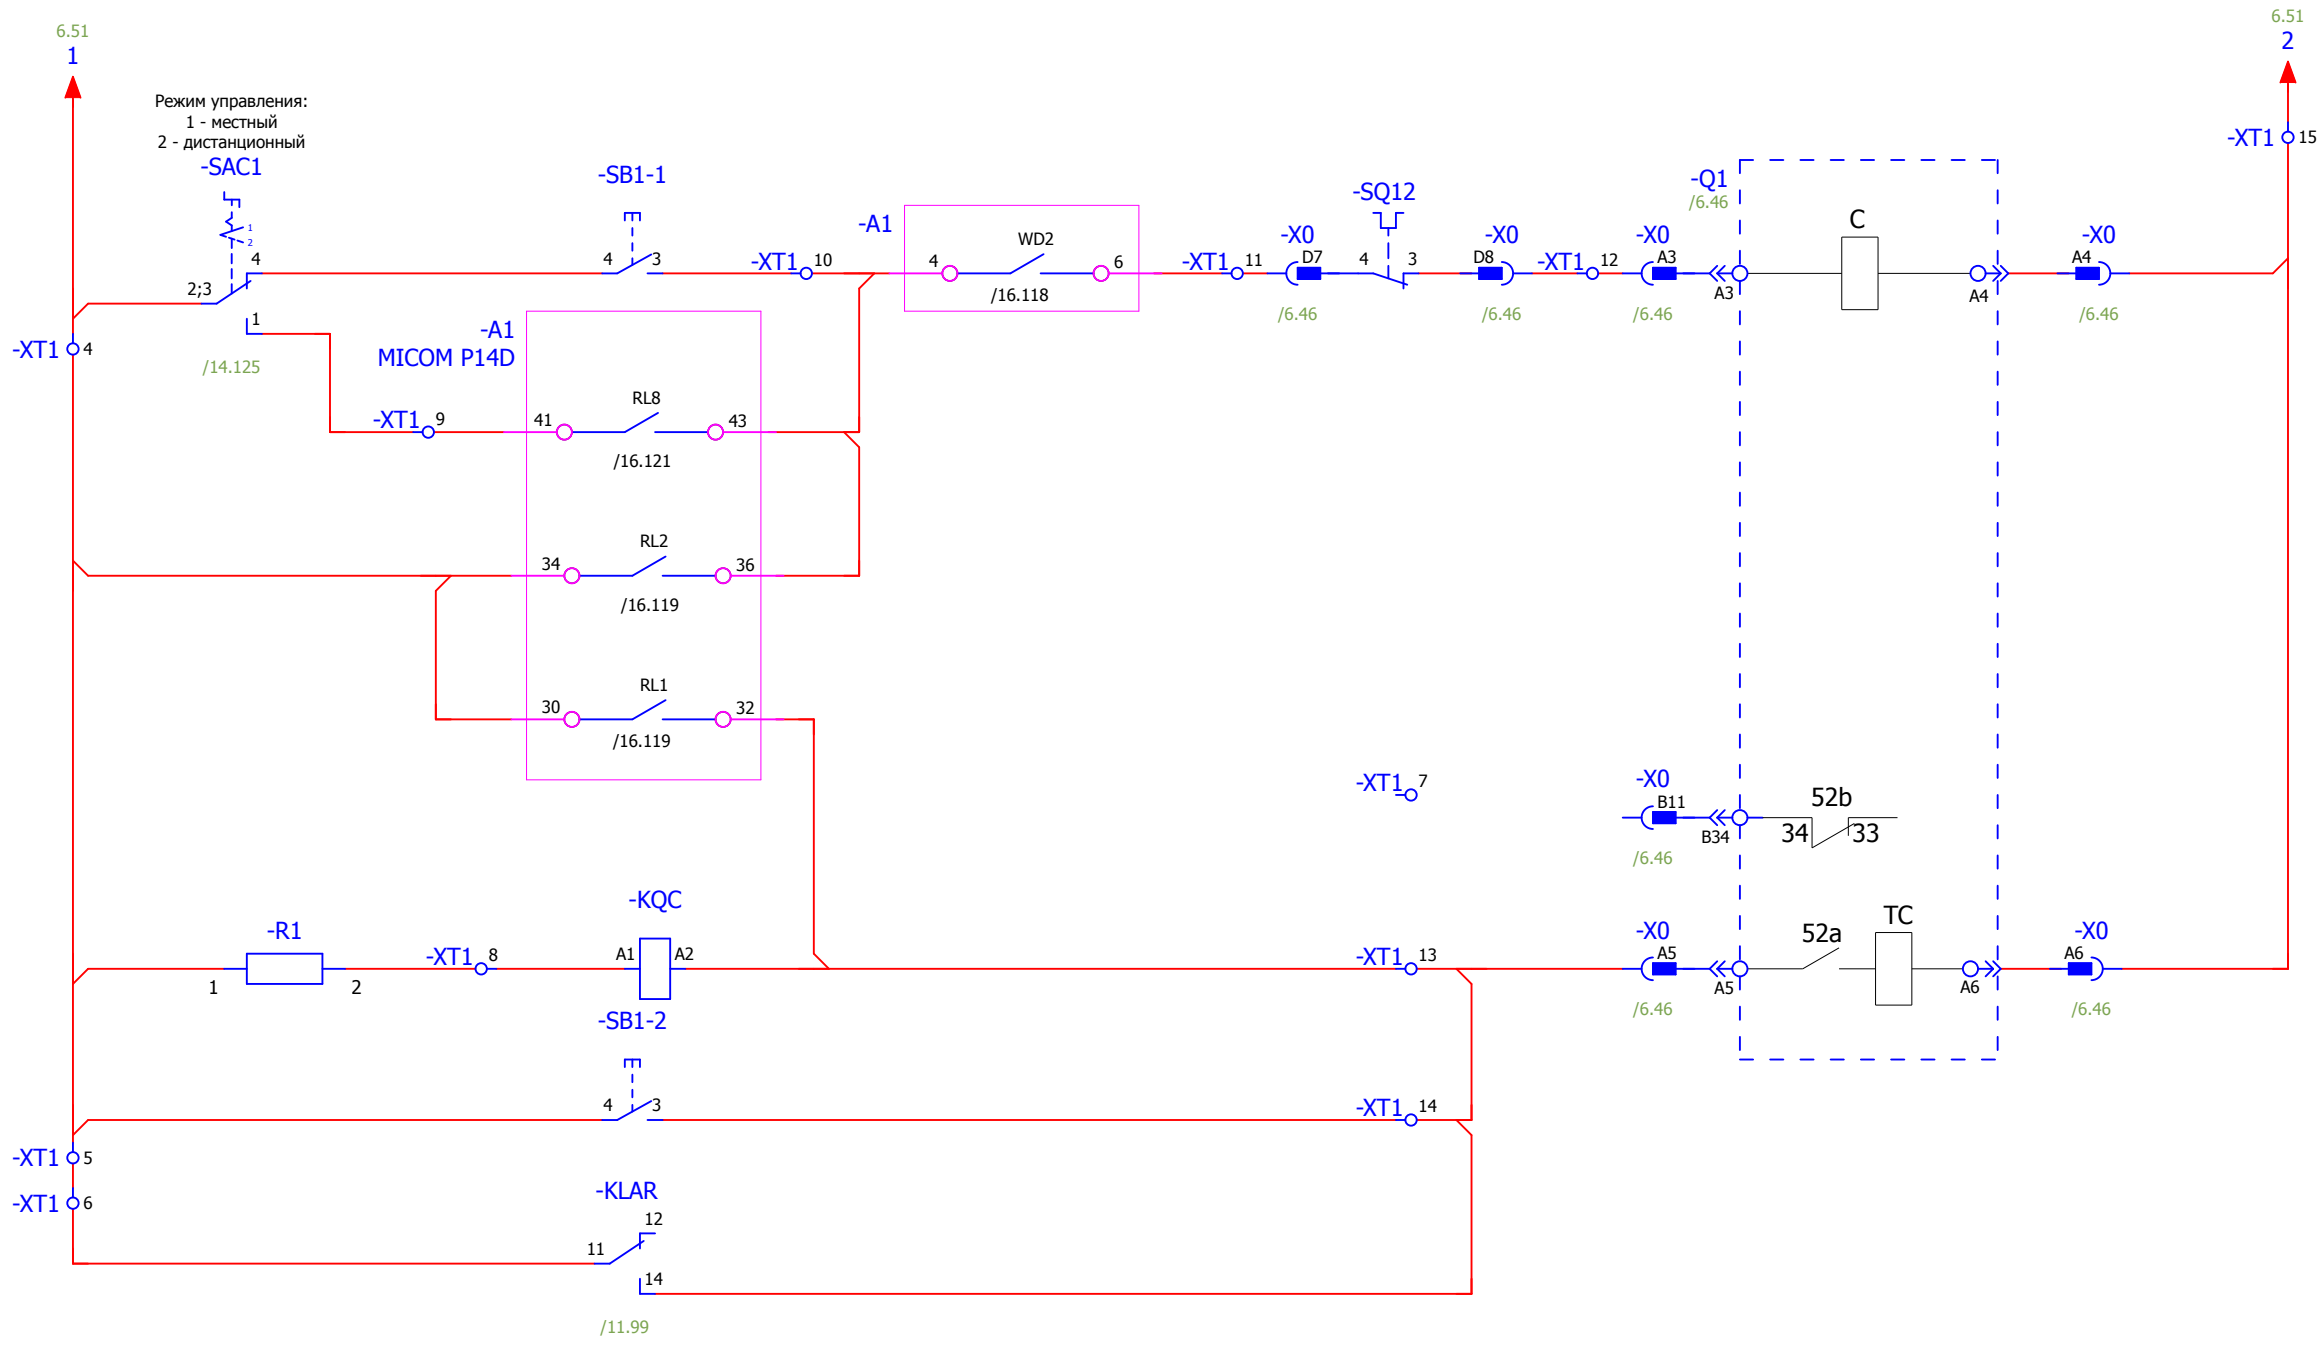 6.51
1
6.51
2
-XT1 15
Режим управления:
1 - местный
2 - дистанционный
-SAC1
1
2
2;3
4
1
/14.125
-SB1-1
4 3
-XT1 10
-A1
WD2
4 6
/16.118
-XT1 11
-X0
D7
/6.46
-SQ12
4 3
-X0
D8
/6.46
-XT1 12
-X0
A3
/6.46
-Q1
/6.46
A3
C
A4
-X0
A4
/6.46
-XT1 4
-A1
MICOM P14D
-XT1 9
RL8
41 43
/16.121
RL2
34 36
/16.119
RL1
30 32
/16.119
-XT1 7
-X0
B11
/6.46
B34
52b
34 33
-R1
1 2
-XT1 8
-KQC
A1 A2
-XT1 13
-X0
A5
/6.46
A5
52a
TC
A6
-X0
A6
/6.46
-SB1-2
4 3
-XT1 14
-XT1 5
-XT1 6
-KLAR
12
11
14
/11.99